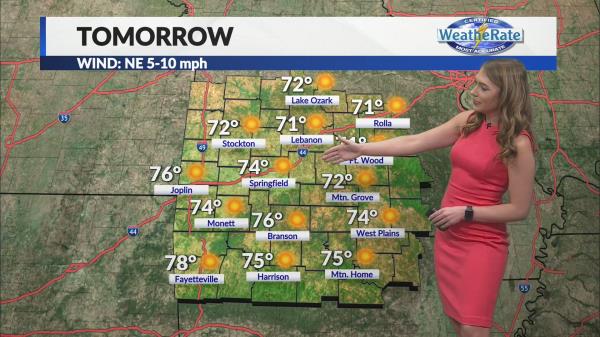 TOMORROW
WIND: NE 5-10 mph
CERTIFIED
WeatheRate
MOST ACCURATE
72°
Lake Ozark
71°
Rolla
72°
Stockton
71°
Lebanon
Ft. Wood
76°
Joplin
74°
Springfield
72°
Mtn. Grove
74°
Monett
76°
Branson
74°
West Plains
78°
Fayetteville
75°
Harrison
75°
Mtn. Home
35
49
44
44
55